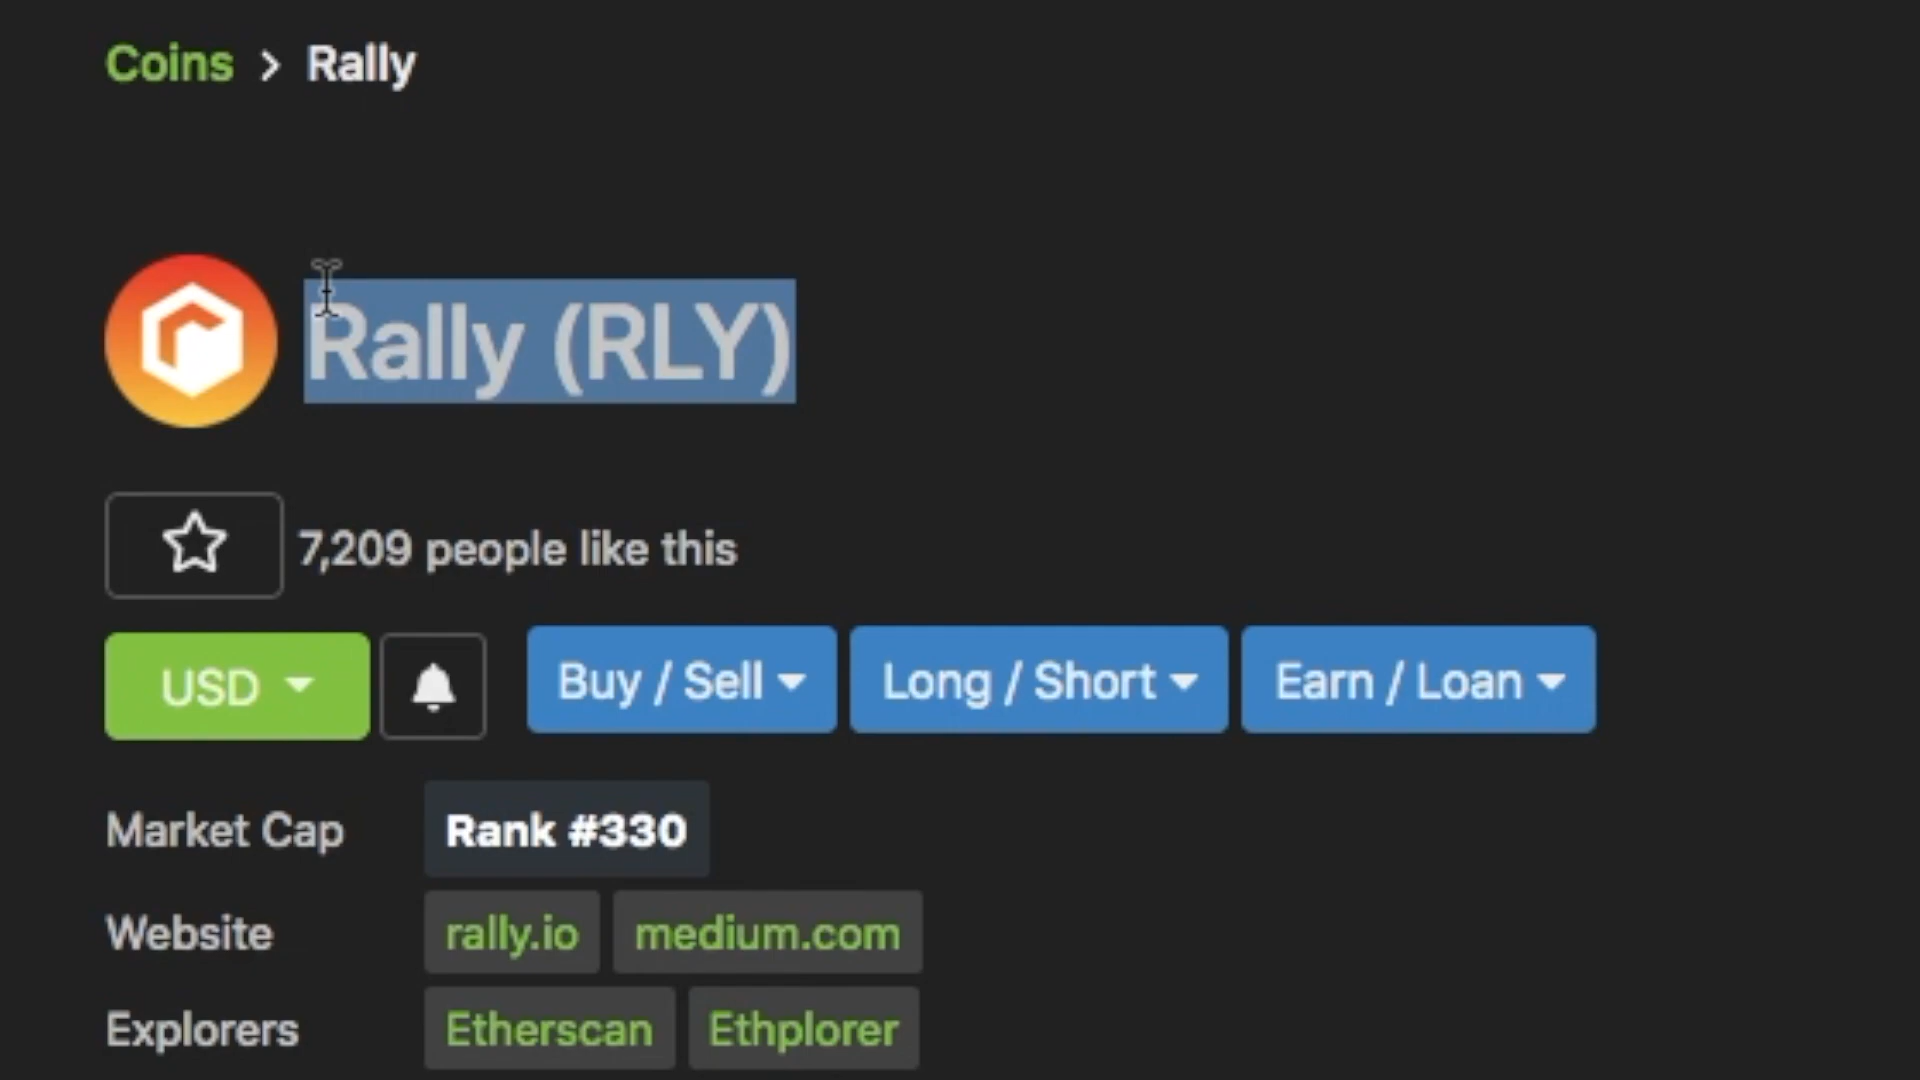 Coins > Rally
Rally (RLY)
7,209 people like this
USD
Buy / Sell
Long / Short
Earn / Loan
Market Cap Rank #330
Website rally.io medium.com
Explorers Etherscan Ethplorer